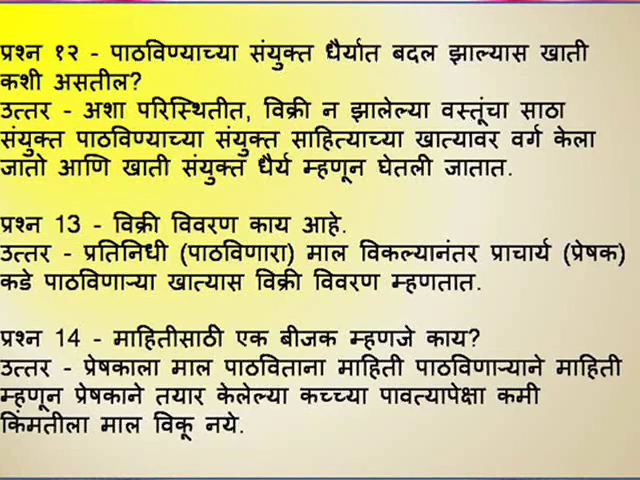 प्रश्न १२ - पाठविण्याच्या संयुक्त धैर्यात बदल झाल्यास खाती
कशी असतील?
उत्तर - अशा परिस्थितीत, विक्री न झालेल्या वस्तूंचा साठा
संयुक्त पाठविण्याच्या संयुक्त साहित्याच्या खात्यावर वर्ग केला
जातो आणि खाती संयुक्त धैर्य म्हणून घेतली जातात.
प्रश्न 13 - विक्री विवरण काय आहे.
उत्तर - प्रतिनिधी (पाठविणारा) माल विकल्यानंतर प्राचार्य (प्रेषक)
कडे पाठविणाऱ्या खात्यास विक्री विवरण म्हणतात.
प्रश्न 14 - माहितीसाठी एक बीजक म्हणजे काय?
उत्तर - प्रेषकाला माल पाठविताना माहिती पाठविणाऱ्याने माहिती
म्हणून प्रेषकाने तयार केलेल्या कच्च्या पावत्यापेक्षा कमी
किंमतीला माल विकू नये.